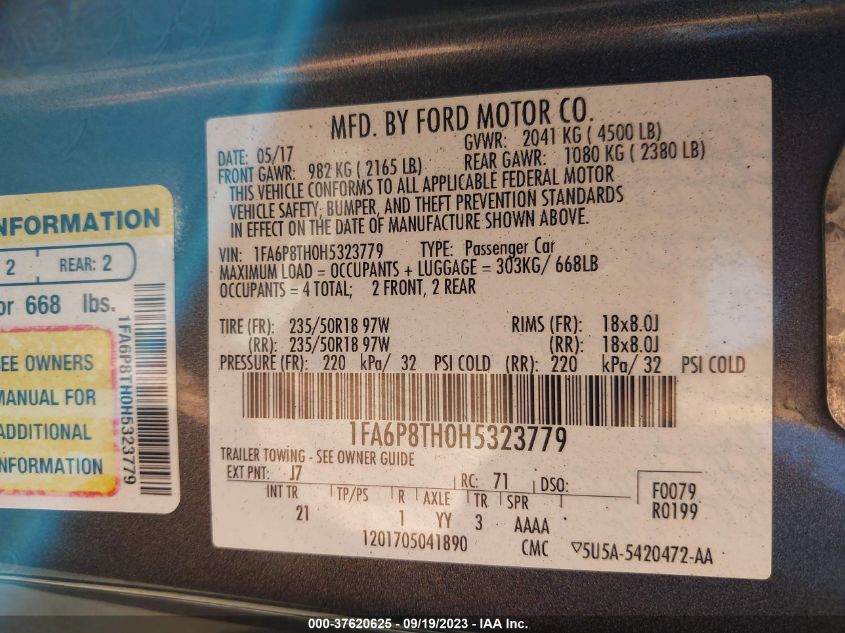 MFD. BY FORD MOTOR CO.
DATE: 05/17
GVWR: 2041 KG ( 4500 LB)
FRONT GAWR: 982 KG ( 2165 LB)
REAR GAWR: 1080 KG ( 2380 LB)
THIS VEHICLE CONFORMS TO ALL APPLICABLE FEDERAL MOTOR
VEHICLE SAFETY, BUMPER, AND THEFT PREVENTION STANDARDS
IN EFFECT ON THE DATE OF MANUFACTURE SHOWN ABOVE.
VIN: 1FA6P8TH0H5323779 TYPE: Passenger Car
MAXIMUM LOAD = OCCUPANTS + LUGGAGE = 303KG/ 668LB
OCCUPANTS = 4 TOTAL; 2 FRONT, 2 REAR
TIRE (FR): 235/50R18 97W RIMS (FR): 18x8.0J
(RR): 235/50R18 97W (RR): 18x8.0J
PRESSURE (FR): 220 kPa/ 32 PSI COLD (RR): 220 kPa/ 32 PSI COLD
1FA6P8TH0H5323779
TRAILER TOWING - SEE OWNER GUIDE
EXT PNT: J7 RC: 71 DSO:
F0079
R0199
INT TR TP/PS R AXLE TR SPR
21 1 YY 3 AAAA
1201705041890 CMC ▽5U5A-5420472-AA
NFORMATION
2 REAR: 2
or 668 lbs.
EE OWNERS
MANUAL FOR
ADDITIONAL
NFORMATION
1FA6P8TH0H5323779
000-37620625 - 09/19/2023 - IAA Inc.